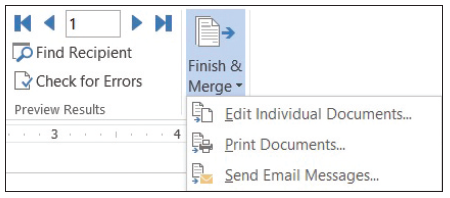 1
Find Recipient
Check for Errors
Preview Results
Finish &
Merge
Edit Individual Documents...
Print Documents...
Send Email Messages...
3 4